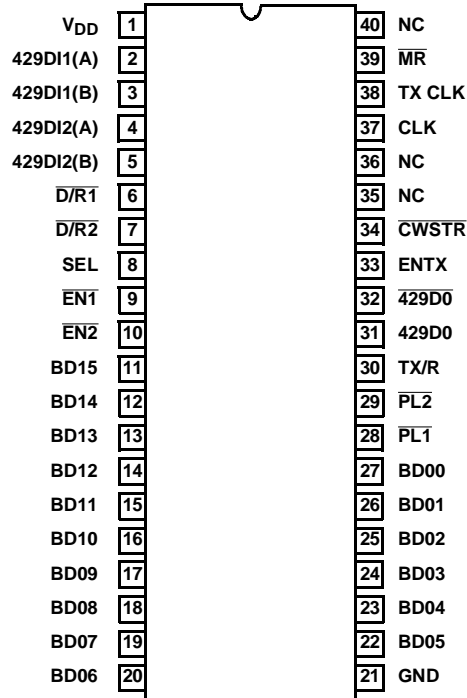 VDD 1 40 NC
429DI1(A) 2 39 MR
429DI1(B) 3 38 TX CLK
429DI2(A) 4 37 CLK
429DI2(B) 5 36 NC
D/R1 6 35 NC
D/R2 7 34 CWSTR
SEL 8 33 ENTX
EN1 9 32 429D0
EN2 10 31 429D0
BD15 11 30 TX/R
BD14 12 29 PL2
BD13 13 28 PL1
BD12 14 27 BD00
BD11 15 26 BD01
BD10 16 25 BD02
BD09 17 24 BD03
BD08 18 23 BD04
BD07 19 22 BD05
BD06 20 21 GND